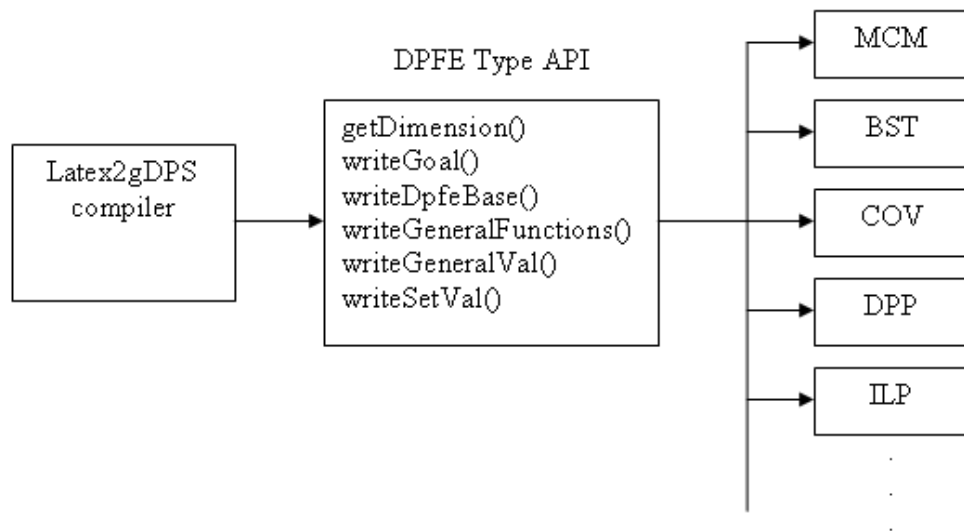 DPFE Type API
Latex2gDPS
compiler
getDimension()
writeGoal()
writeDpfeBase()
writeGeneralFunctions()
writeGeneralVal()
writeSetVal()
MCM
BST
COV
DPP
ILP
.
.
.